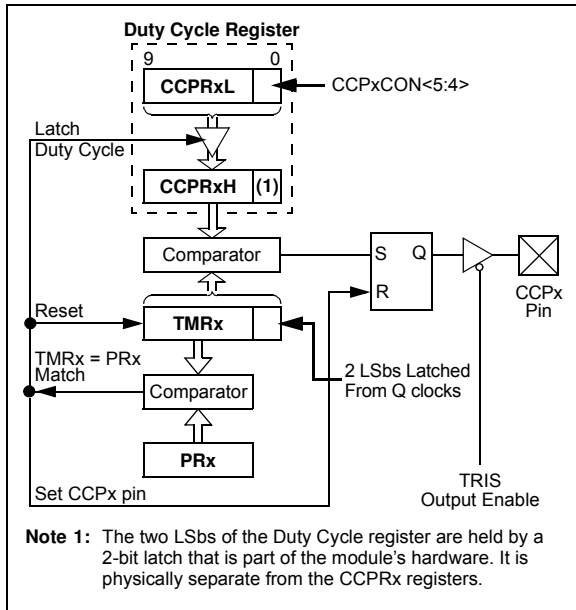 Duty Cycle Register
9 0
CCPRxL
CCPxCON<5:4>
Latch
Duty Cycle
CCPRxH (1)
Comparator
S Q
R
CCPx
Pin
Reset
TMRx
TMRx = PRx
Match
2 LSbs Latched
From Q clocks
Comparator
PRx
Set CCPx pin
TRIS
Output Enable
Note 1: The two LSbs of the Duty Cycle register are held by a
2-bit latch that is part of the module's hardware. It is
physically separate from the CCPRx registers.